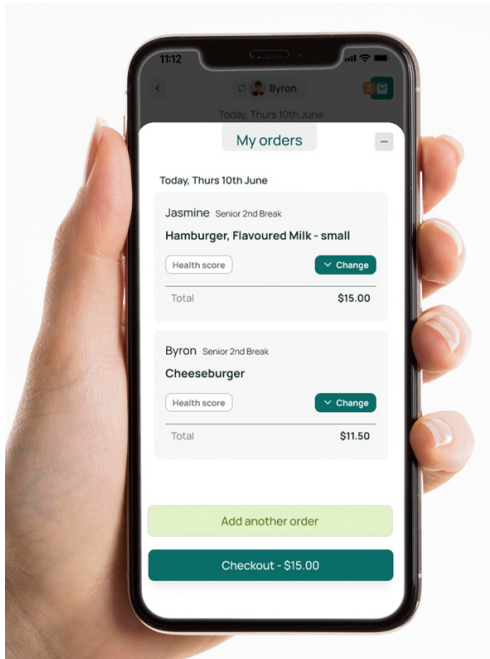 11:12
Byron
3
Today, Thurs 10th June
My orders
Today, Thurs 10th June
Jasmine Senior 2nd Break
Hamburger, Flavoured Milk - small
Health score
Change
Total $15.00
Byron Senior 2nd Break
Cheeseburger
Health score
Change
Total $11.50
Add another order
Checkout - $15.00